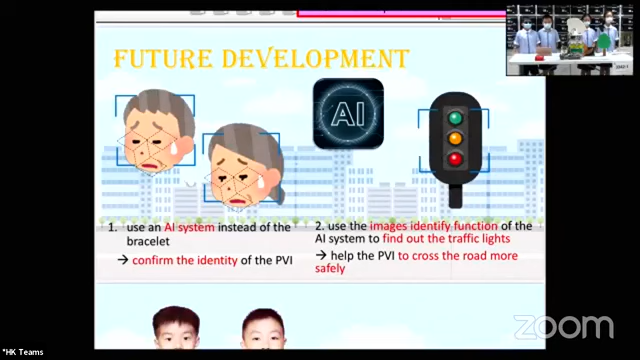 FUTURE DEVELOPMENT
AI
1. use an AI system instead of the
bracelet
→ confirm the identity of the PVI
2. use the images identify function of the
AI system to find out the traffic lights
→ help the PVI to cross the road more
safely
*HK Teams
zoom